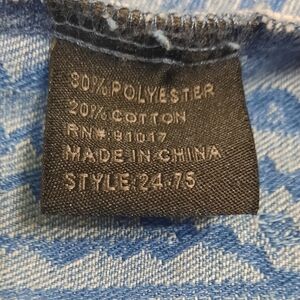 80% POLYESTER
20% COTTON
RN#:91017
MADE IN CHINA
STYLE:24-75